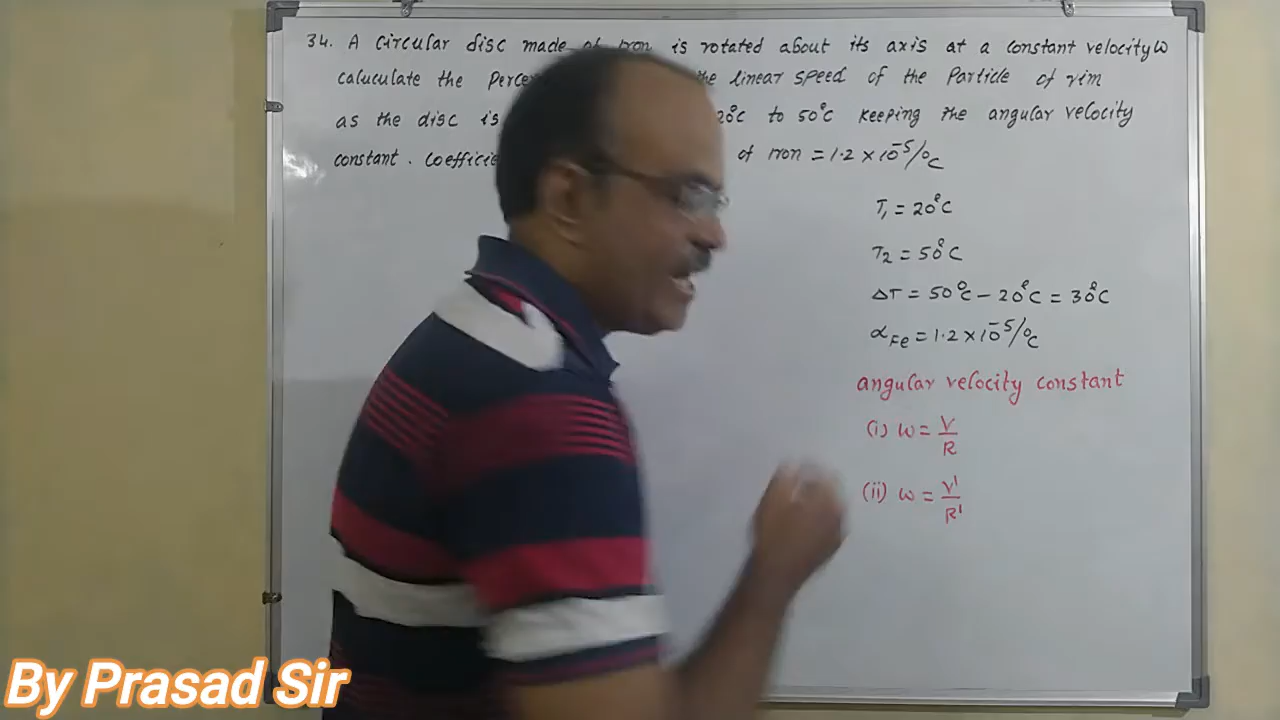 34. A circular disc made of iron is rotated about its axis at a constant velocity ω
caluculate the the linear speed of the particle of rim
as the disc is 20°C to 50°C keeping the angular velocity
constant. of iron = 1.2 × 10⁻⁵/°C
T₁ = 20°C
T₂ = 50°C
ΔT = 50°C - 20°C = 30°C
α_Fe = 1.2 × 10⁻⁵/°C
angular velocity constant
(i) ω = V/R
(ii) ω = V'/R'
By Prasad Sir